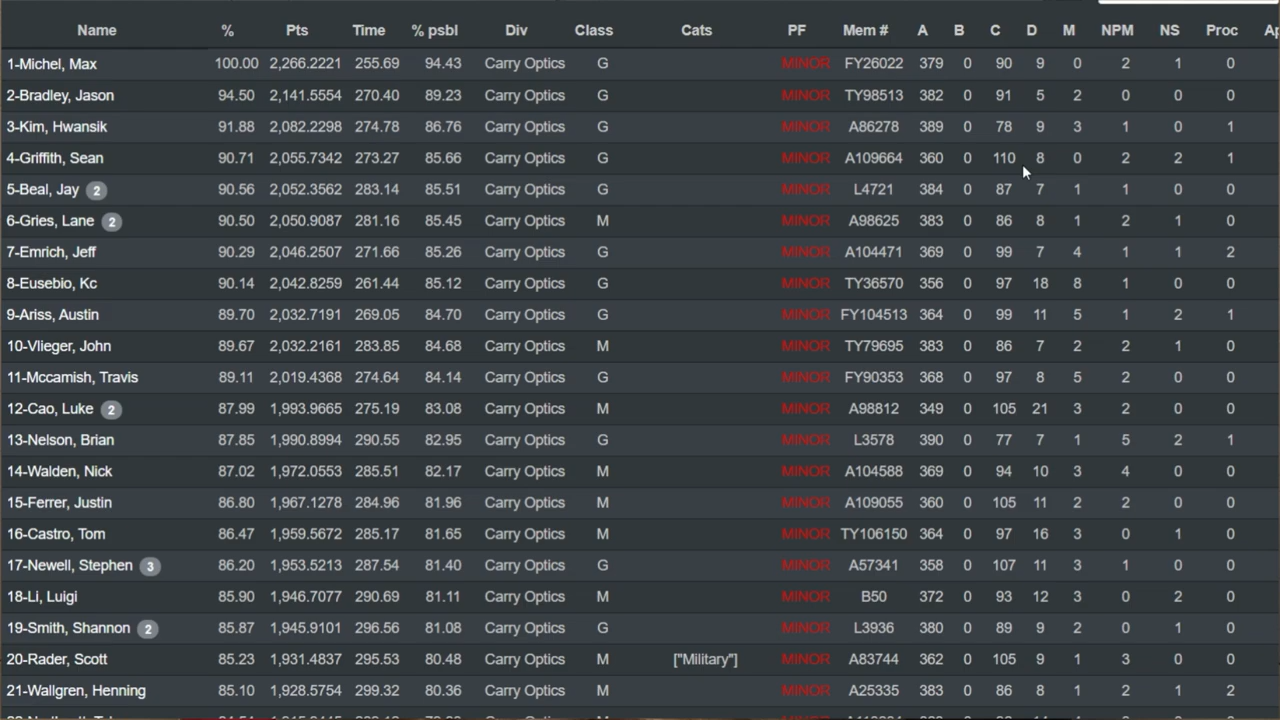 Name % Pts Time % psbl Div Class Cats PF Mem # A B C D M NPM NS Proc
1-Michel, Max 100.00 2,266.2221 255.69 94.43 Carry Optics G MINOR FY26022 379 0 90 9 0 2 1 0
2-Bradley, Jason 94.50 2,141.5554 270.40 89.23 Carry Optics G MINOR TY98513 382 0 91 5 2 0 0 0
3-Kim, Hwansik 91.88 2,082.2298 274.78 86.76 Carry Optics G MINOR A86278 389 0 78 9 3 1 0 1
4-Griffith, Sean 90.71 2,055.7342 273.27 85.66 Carry Optics G MINOR A109664 360 0 110 8 0 2 2 1
5-Beal, Jay 2 90.56 2,052.3562 283.14 85.51 Carry Optics G MINOR L4721 384 0 87 7 1 1 0 0
6-Gries, Lane 2 90.50 2,050.9087 281.16 85.45 Carry Optics M MINOR A98625 383 0 86 8 1 2 1 0
7-Emrich, Jeff 90.29 2,046.2507 271.66 85.26 Carry Optics G MINOR A104471 369 0 99 7 4 1 1 2
8-Eusebio, Kc 90.14 2,042.8259 261.44 85.12 Carry Optics G MINOR TY36570 356 0 97 18 8 1 0 0
9-Ariss, Austin 89.70 2,032.7191 269.05 84.70 Carry Optics G MINOR FY104513 364 0 99 11 5 1 2 1
10-Vlieger, John 89.67 2,032.2161 283.85 84.68 Carry Optics M MINOR TY79695 383 0 86 7 2 2 1 0
11-Mccamish, Travis 89.11 2,019.4368 274.64 84.14 Carry Optics G MINOR FY90353 368 0 97 8 5 2 0 0
12-Cao, Luke 2 87.99 1,993.9665 275.19 83.08 Carry Optics M MINOR A98812 349 0 105 21 3 2 0 0
13-Nelson, Brian 87.85 1,990.8994 290.55 82.95 Carry Optics G MINOR L3578 390 0 77 7 1 5 2 1
14-Walden, Nick 87.02 1,972.0553 285.51 82.17 Carry Optics M MINOR A104588 369 0 94 10 3 4 0 0
15-Ferrer, Justin 86.80 1,967.1278 284.96 81.96 Carry Optics M MINOR A109055 360 0 105 11 2 2 0 0
16-Castro, Tom 86.47 1,959.5672 285.17 81.65 Carry Optics M MINOR TY106150 364 0 97 16 3 0 1 0
17-Newell, Stephen 3 86.20 1,953.5213 287.54 81.40 Carry Optics G MINOR A57341 358 0 107 11 3 1 0 0
18-Li, Luigi 85.90 1,946.7077 290.69 81.11 Carry Optics M MINOR B50 372 0 93 12 3 0 2 0
19-Smith, Shannon 2 85.87 1,945.9101 296.56 81.08 Carry Optics G MINOR L3936 380 0 89 9 2 0 1 0
20-Rader, Scott 85.23 1,931.4837 295.53 80.48 Carry Optics M ["Military"] MINOR A83744 362 0 105 9 1 3 0 0
21-Wallgren, Henning 85.10 1,928.5754 299.32 80.36 Carry Optics M MINOR A25335 383 0 86 8 1 2 1 2